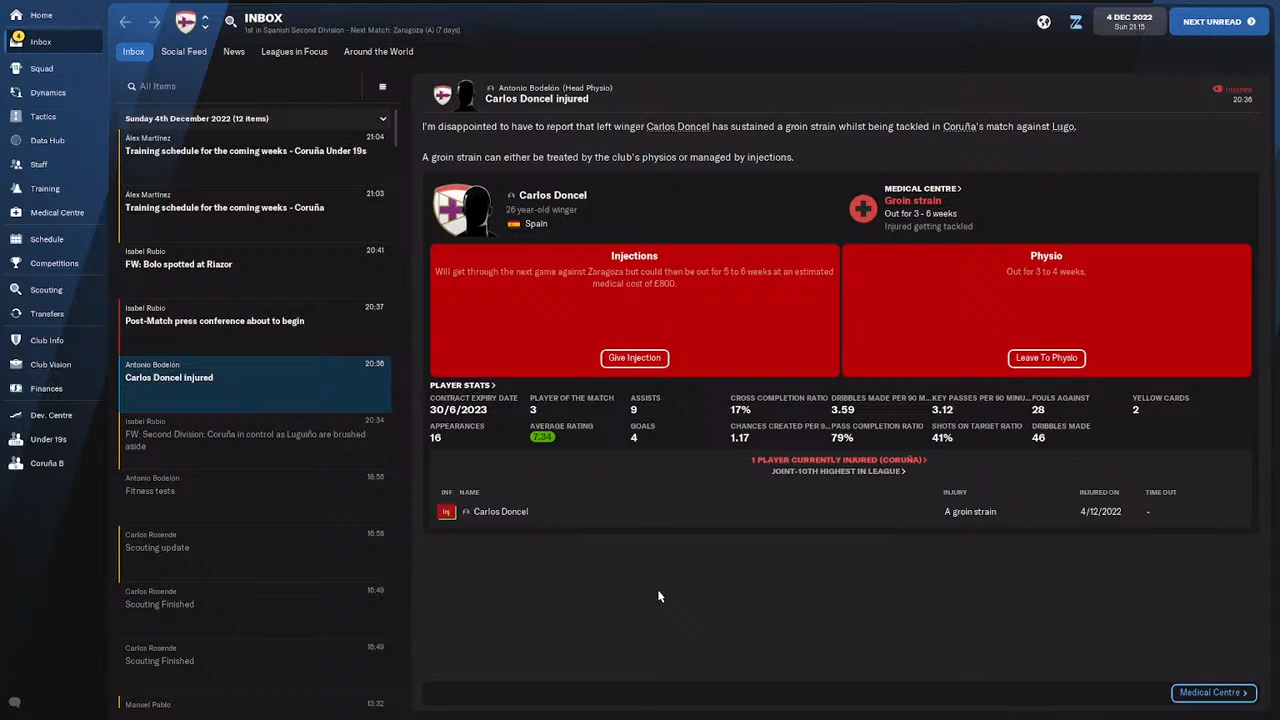 INBOX
1st in Spanish Second Division - Next Match: Zaragoza (A) (7 days)
4 DEC 2022
Sun 21:15
NEXT UNREAD
Home
4
Inbox
Squad
Dynamics
Tactics
Data Hub
Staff
Training
Medical Centre
Schedule
Competitions
Scouting
Transfers
Club Info
Club Vision
Finances
Dev. Centre
Under 19s
Coruña B
Inbox Social Feed News Leagues in Focus Around the World
All Items
Sunday 4th December 2022 (12 items)
Álex Martínez 21:04
Training schedule for the coming weeks - Coruña Under 19s
Álex Martínez 21:03
Training schedule for the coming weeks - Coruña
Isabel Rubio 20:41
FW: Bolo spotted at Riazor
Isabel Rubio 20:37
Post-Match press conference about to begin
Antonio Bodelón 20:36
Carlos Doncel injured
Isabel Rubio 20:34
FW: Second Division: Coruña in control as Luguiño are brushed
aside
Antonio Bodelón 18:56
Fitness tests
Carlos Rosende 16:58
Scouting update
Carlos Rosende 16:49
Scouting Finished
Carlos Rosende 16:49
Scouting Finished
Manuel Pablo 13:32
Antonio Bodelón (Head Physio)
Carlos Doncel injured
Injuries
20:36
I'm disappointed to have to report that left winger Carlos Doncel has sustained a groin strain whilst being tackled in Coruña's match against Lugo.
A groin strain can either be treated by the club's physios or managed by injections.
Carlos Doncel
26 year-old winger
Spain
MEDICAL CENTRE >
Groin strain
Out for 3 - 6 weeks
Injured getting tackled
Injections
Will get through the next game against Zaragoza but could then be out for 5 to 6 weeks at an estimated
medical cost of £800.
Give Injection
Physio
Out for 3 to 4 weeks.
Leave To Physio
PLAYER STATS >
CONTRACT EXPIRY DATE PLAYER OF THE MATCH ASSISTS CROSS COMPLETION RATIO DRIBBLES MADE PER 90 M... KEY PASSES PER 90 MINU... FOULS AGAINST YELLOW CARDS
30/6/2023 3 9 17% 3.59 3.12 28 2
APPEARANCES AVERAGE RATING GOALS CHANCES CREATED PER 9... PASS COMPLETION RATIO SHOTS ON TARGET RATIO DRIBBLES MADE
16 7.34 4 1.17 79% 41% 46
1 PLAYER CURRENTLY INJURED (CORUÑA) >
JOINT-10TH HIGHEST IN LEAGUE >
INF NAME INJURY INJURED ON TIME OUT
Inj Carlos Doncel A groin strain 4/12/2022 -
Medical Centre >